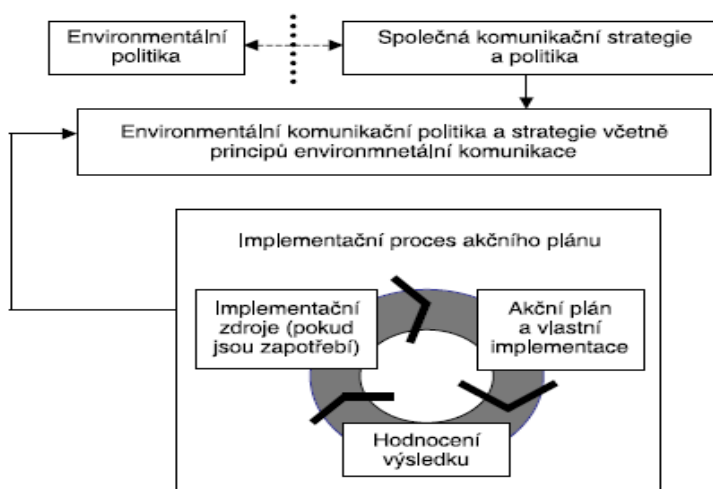 Environmentální
politika
Společná komunikační strategie
a politika
Environmentální komunikační politika a strategie včetně
principů environmnetální komunikace
Implementační proces akčního plánu
Implementační
zdroje (pokud
jsou zapotřebí)
Akční plán
a vlastní
implementace
Hodnocení
výsledku